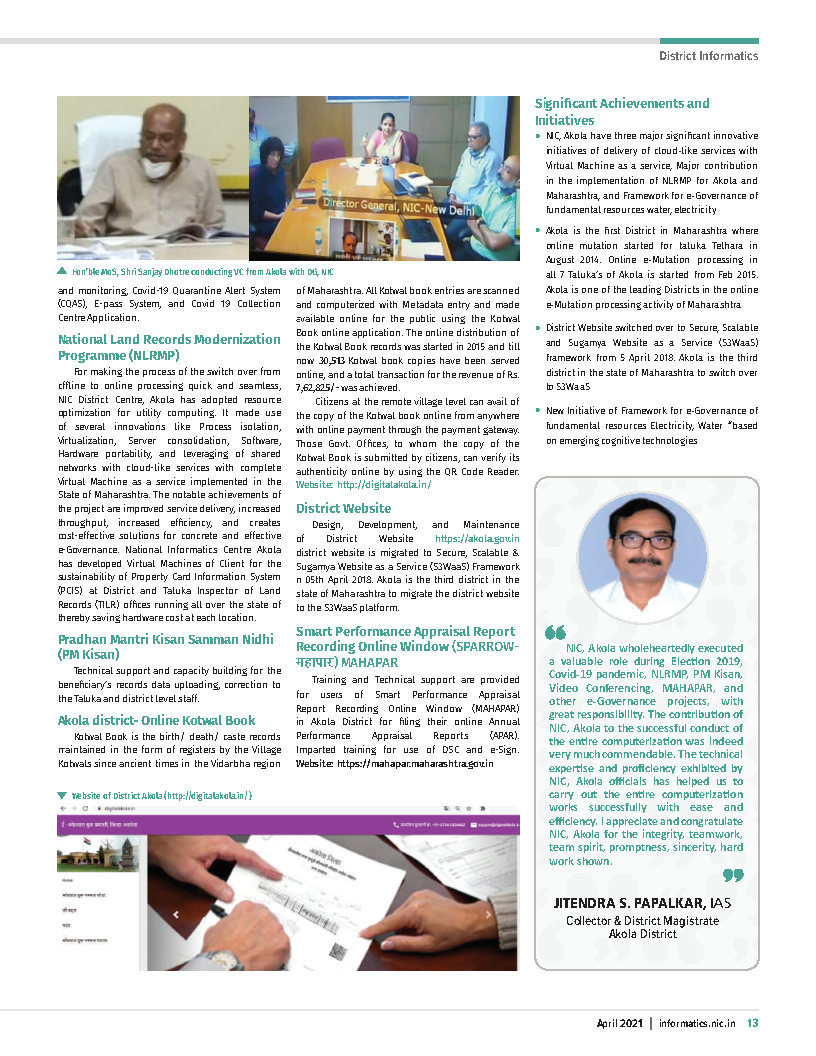 District Informatics
Director General, NIC-New Delhi
Hon'ble MoS, Shri Sanjay Dhotre conducting VC from Akola with DG, NIC
and monitoring, Covid-19 Quarantine Alert System
(CQAS), E-pass System, and Covid 19 Collection
Centre Application.
National Land Records Modernization
Programme (NLRMP)
For making the process of the switch over from
offline to online processing quick and seamless,
NIC District Centre, Akola has adopted resource
optimization for utility computing. It made use
of several innovations like Process isolation,
Virtualization, Server consolidation, Software,
Hardware portability, and leveraging of shared
networks with cloud-like services with complete
Virtual Machine as a service implemented in the
State of Maharashtra. The notable achievements of
the project are improved service delivery, increased
throughput, increased efficiency, and creates
cost-effective solutions for concrete and effective
e-Governance. National Informatics Centre Akola
has developed Virtual Machines of Client for the
sustainability of Property Card Information System
(PCIS) at District and Taluka Inspector of Land
Records (TILR) offices running all over the state of
thereby saving hardware cost at each location.
Pradhan Mantri Kisan Samman Nidhi
(PM Kisan)
Technical support and capacity building for the
beneficiary's records data uploading, correction to
the Taluka and district level staff.
Akola district- Online Kotwal Book
Kotwal Book is the birth/ death/ caste records
maintained in the form of registers by the Village
Kotwals since ancient times in the Vidarbha region
of Maharastra. All Kotwal book entries are scanned
and computerized with Metadata entry and made
available online for the public using the Kotwal
Book online application. The online distribution of
the Kotwal Book records was started in 2015 and till
now 30,513 Kotwal book copies have been served
online, and a total transaction for the revenue of Rs.
7,62,825/- was achieved.
Citizens at the remote village level can avail of
the copy of the Kotwal book online from anywhere
with online payment through the payment gateway.
Those Govt. Offices, to whom the copy of the
Kotwal Book is submitted by citizens, can verify its
authenticity online by using the QR Code Reader.
Website: http://digitalakola.in/
District Website
Design, Development, and Maintenance
of District Website https://akola.gov.in
district website is migrated to Secure, Scalable &
Sugamya Website as a Service (S3WaaS) Framework
n 05th April 2018. Akola is the third district in the
state of Maharashtra to migrate the district website
to the S3WaaS platform.
Smart Performance Appraisal Report
Recording Online Window (SPARROW-
महापार) MAHAPAR
Training and Technical support are provided
for users of Smart Performance Appraisal
Report Recording Online Window (MAHAPAR)
in Akola District for filing their online Annual
Performance Appraisal Reports (APAR).
Imparted training for use of DSC and e-Sign.
Website: https://mahapar.maharashtra.gov.in
Website of District Akola (http://digitalakola.in/)
digitalakola.in
Significant Achievements and
Initiatives
• NIC, Akola have three major significant innovative
initiatives of delivery of cloud-like services with
Virtual Machine as a service, Major contribution
in the implementation of NLRMP for Akola and
Maharashtra, and Framework for e-Governance of
fundamental resources water, electricity
• Akola is the first District in Maharashtra where
online mutation started for taluka Telhara in
August 2014. Online e-Mutation processing in
all 7 Taluka's of Akola is started from Feb 2015.
Akola is one of the leading Districts in the online
e-Mutation processing activity of Maharashtra
• District Website switched over to Secure, Scalable
and Sugamya Website as a Service (S3WaaS)
framework from 5 April 2018. Akola is the third
district in the state of Maharashtra to switch over
to S3WaaS
• New Initiative of Framework for e-Governance of
fundamental resources Electricity, Water “based
on emerging cognitive technologies
❝
NIC, Akola wholeheartedly executed
a valuable role during Election 2019,
Covid-19 pandemic, NLRMP, PM Kisan,
Video Conferencing, MAHAPAR, and
other e-Governance projects, with
great responsibility. The contribution of
NIC, Akola to the successful conduct of
the entire computerization was indeed
very much commendable. The technical
expertise and proficiency exhibited by
NIC, Akola officials has helped us to
carry out the entire computerization
works successfully with ease and
efficiency. I appreciate and congratulate
NIC, Akola for the integrity, teamwork,
team spirit, promptness, sincerity, hard
work shown.
❞
JITENDRA S. PAPALKAR, IAS
Collector & District Magistrate
Akola District
April 2021 | informatics.nic.in 13